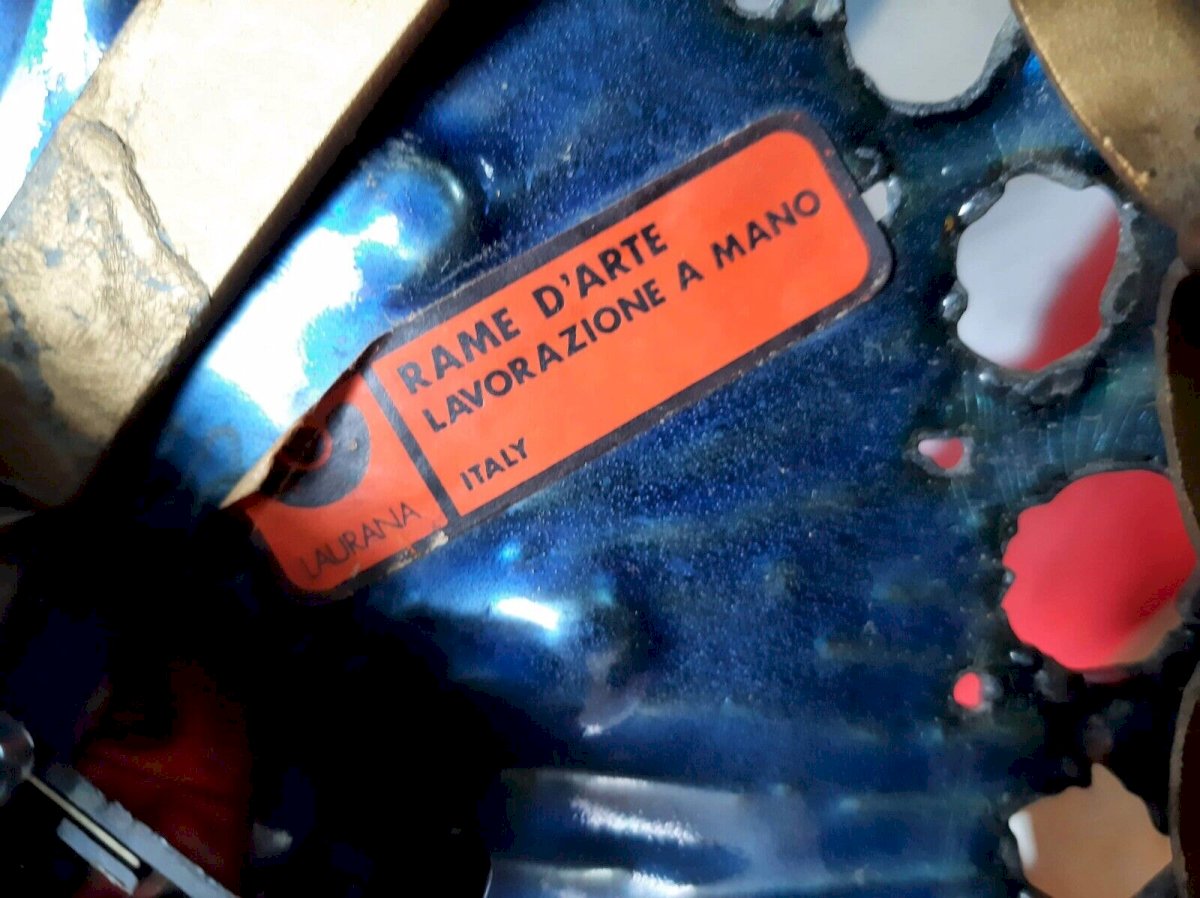 RAME D'ARTE
LAVORAZIONE A MANO
ITALY
LAURANA